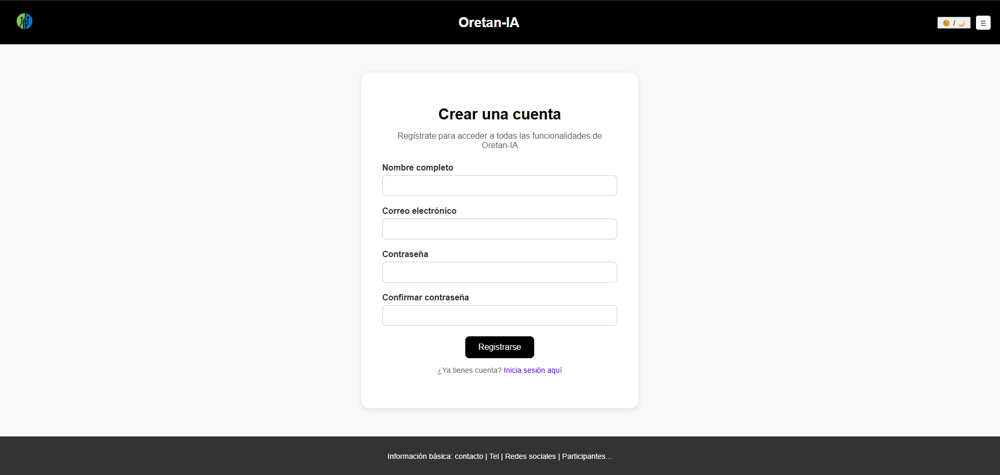 Oretan-IA
🌞 / 🌙
☰
Crear una cuenta
Regístrate para acceder a todas las funcionalidades de
Oretan-IA
Nombre completo
Correo electrónico
Contraseña
Confirmar contraseña
Registrarse
¿Ya tienes cuenta? Inicia sesión aquí
Información básica: contacto | Tel | Redes sociales | Participantes...